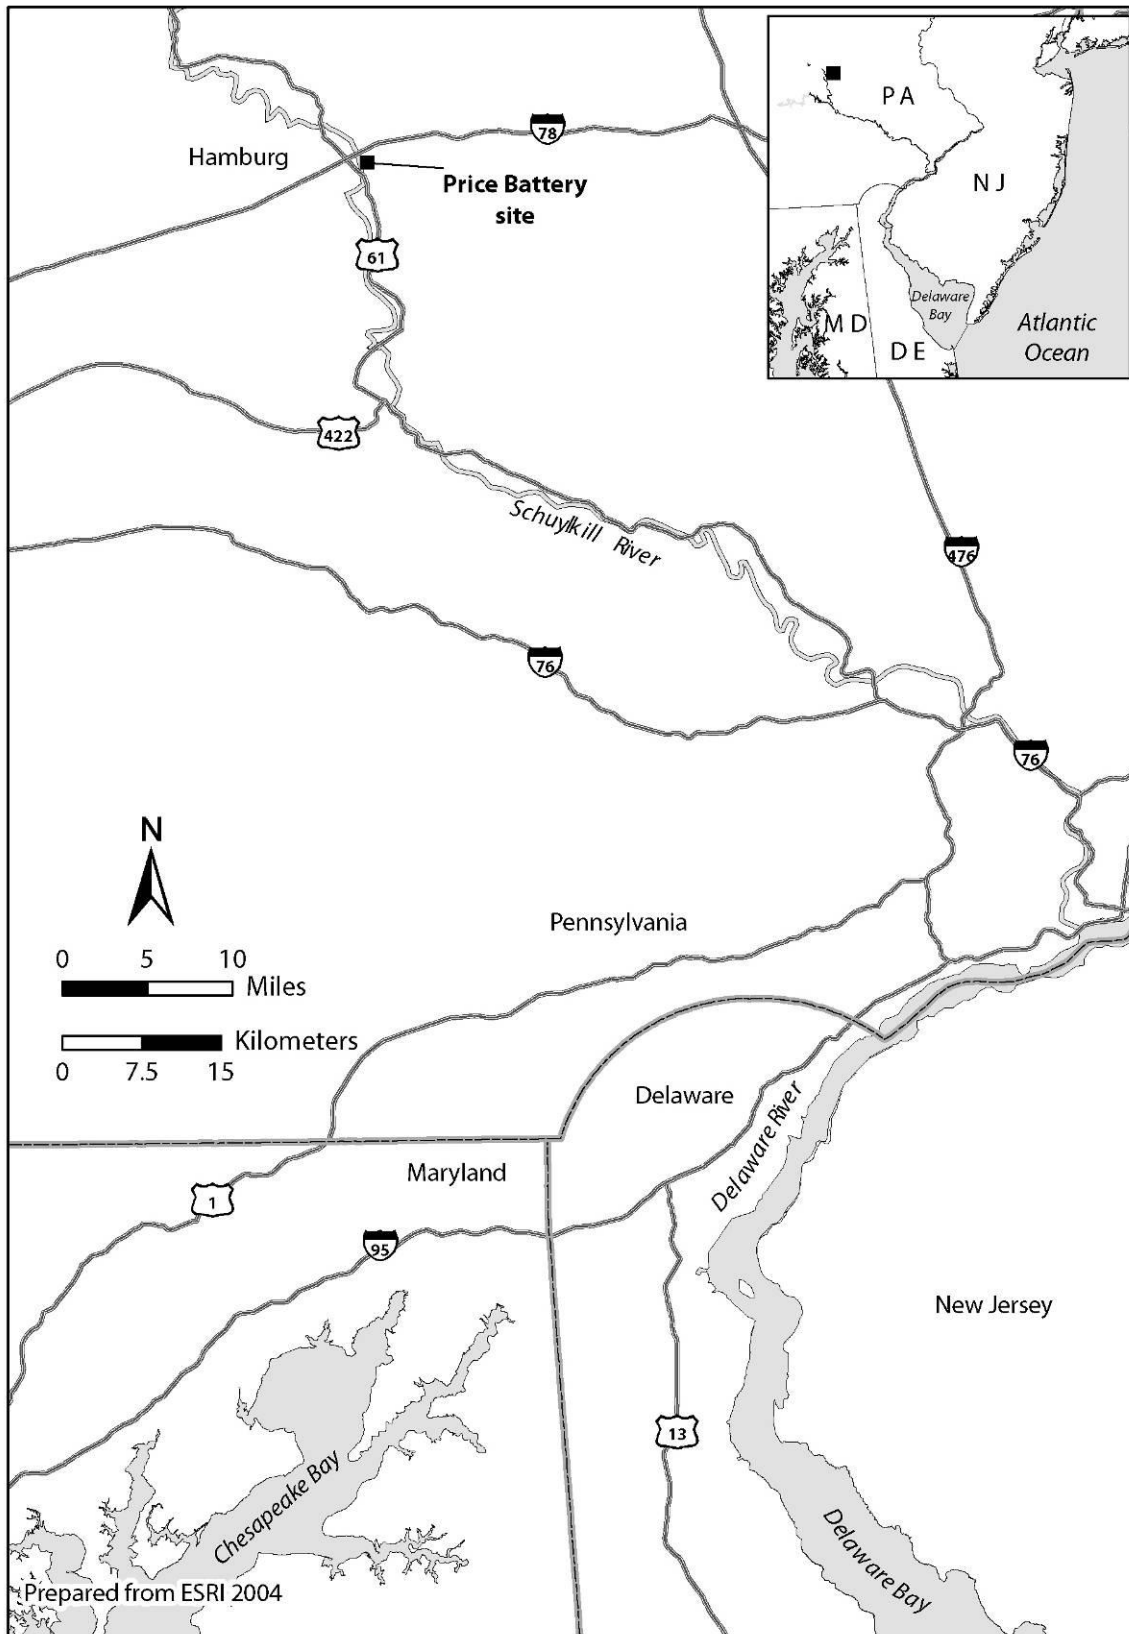 PA
NJ
Delaware
Bay
MD
DE
Atlantic
Ocean
78
Hamburg
Price Battery
site
61
422
Schuylkill River
476
76
76
N
Pennsylvania
0 5 10
Miles
Kilometers
0 7.5 15
Delaware
Delaware River
Maryland
1
95
New Jersey
13
Chesapeake Bay
Delaware Bay
Prepared from ESRI 2004